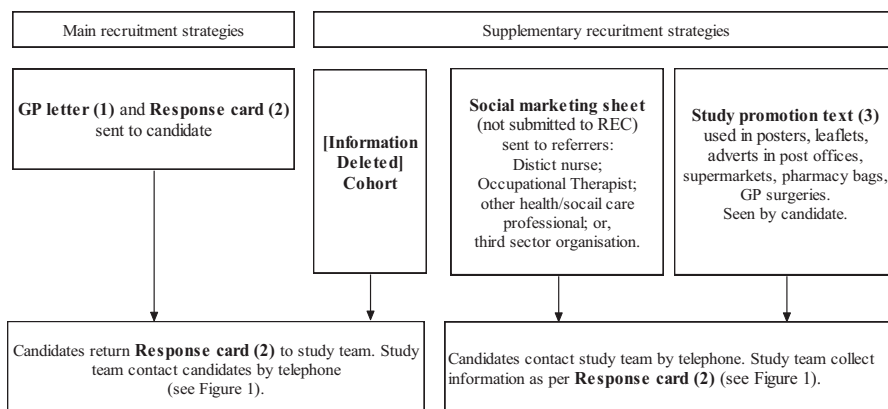 Main recruitment strategies
Supplementary recuritment strategies
GP letter (1) and Response card (2)
sent to candidate
[Information
Deleted]
Cohort
Social marketing sheet
(not submitted to REC)
sent to referrers:
Distict nurse;
Occupational Therapist;
other health/socail care
professional; or,
third sector organisation.
Study promotion text (3)
used in posters, leaflets,
adverts in post offices,
supermarkets, pharmacy bags,
GP surgeries.
Seen by candidate.
Candidates return Response card (2) to study team. Study
team contact candidates by telephone
(see Figure 1).
Candidates contact study team by telephone. Study team collect
information as per Response card (2) (see Figure 1).